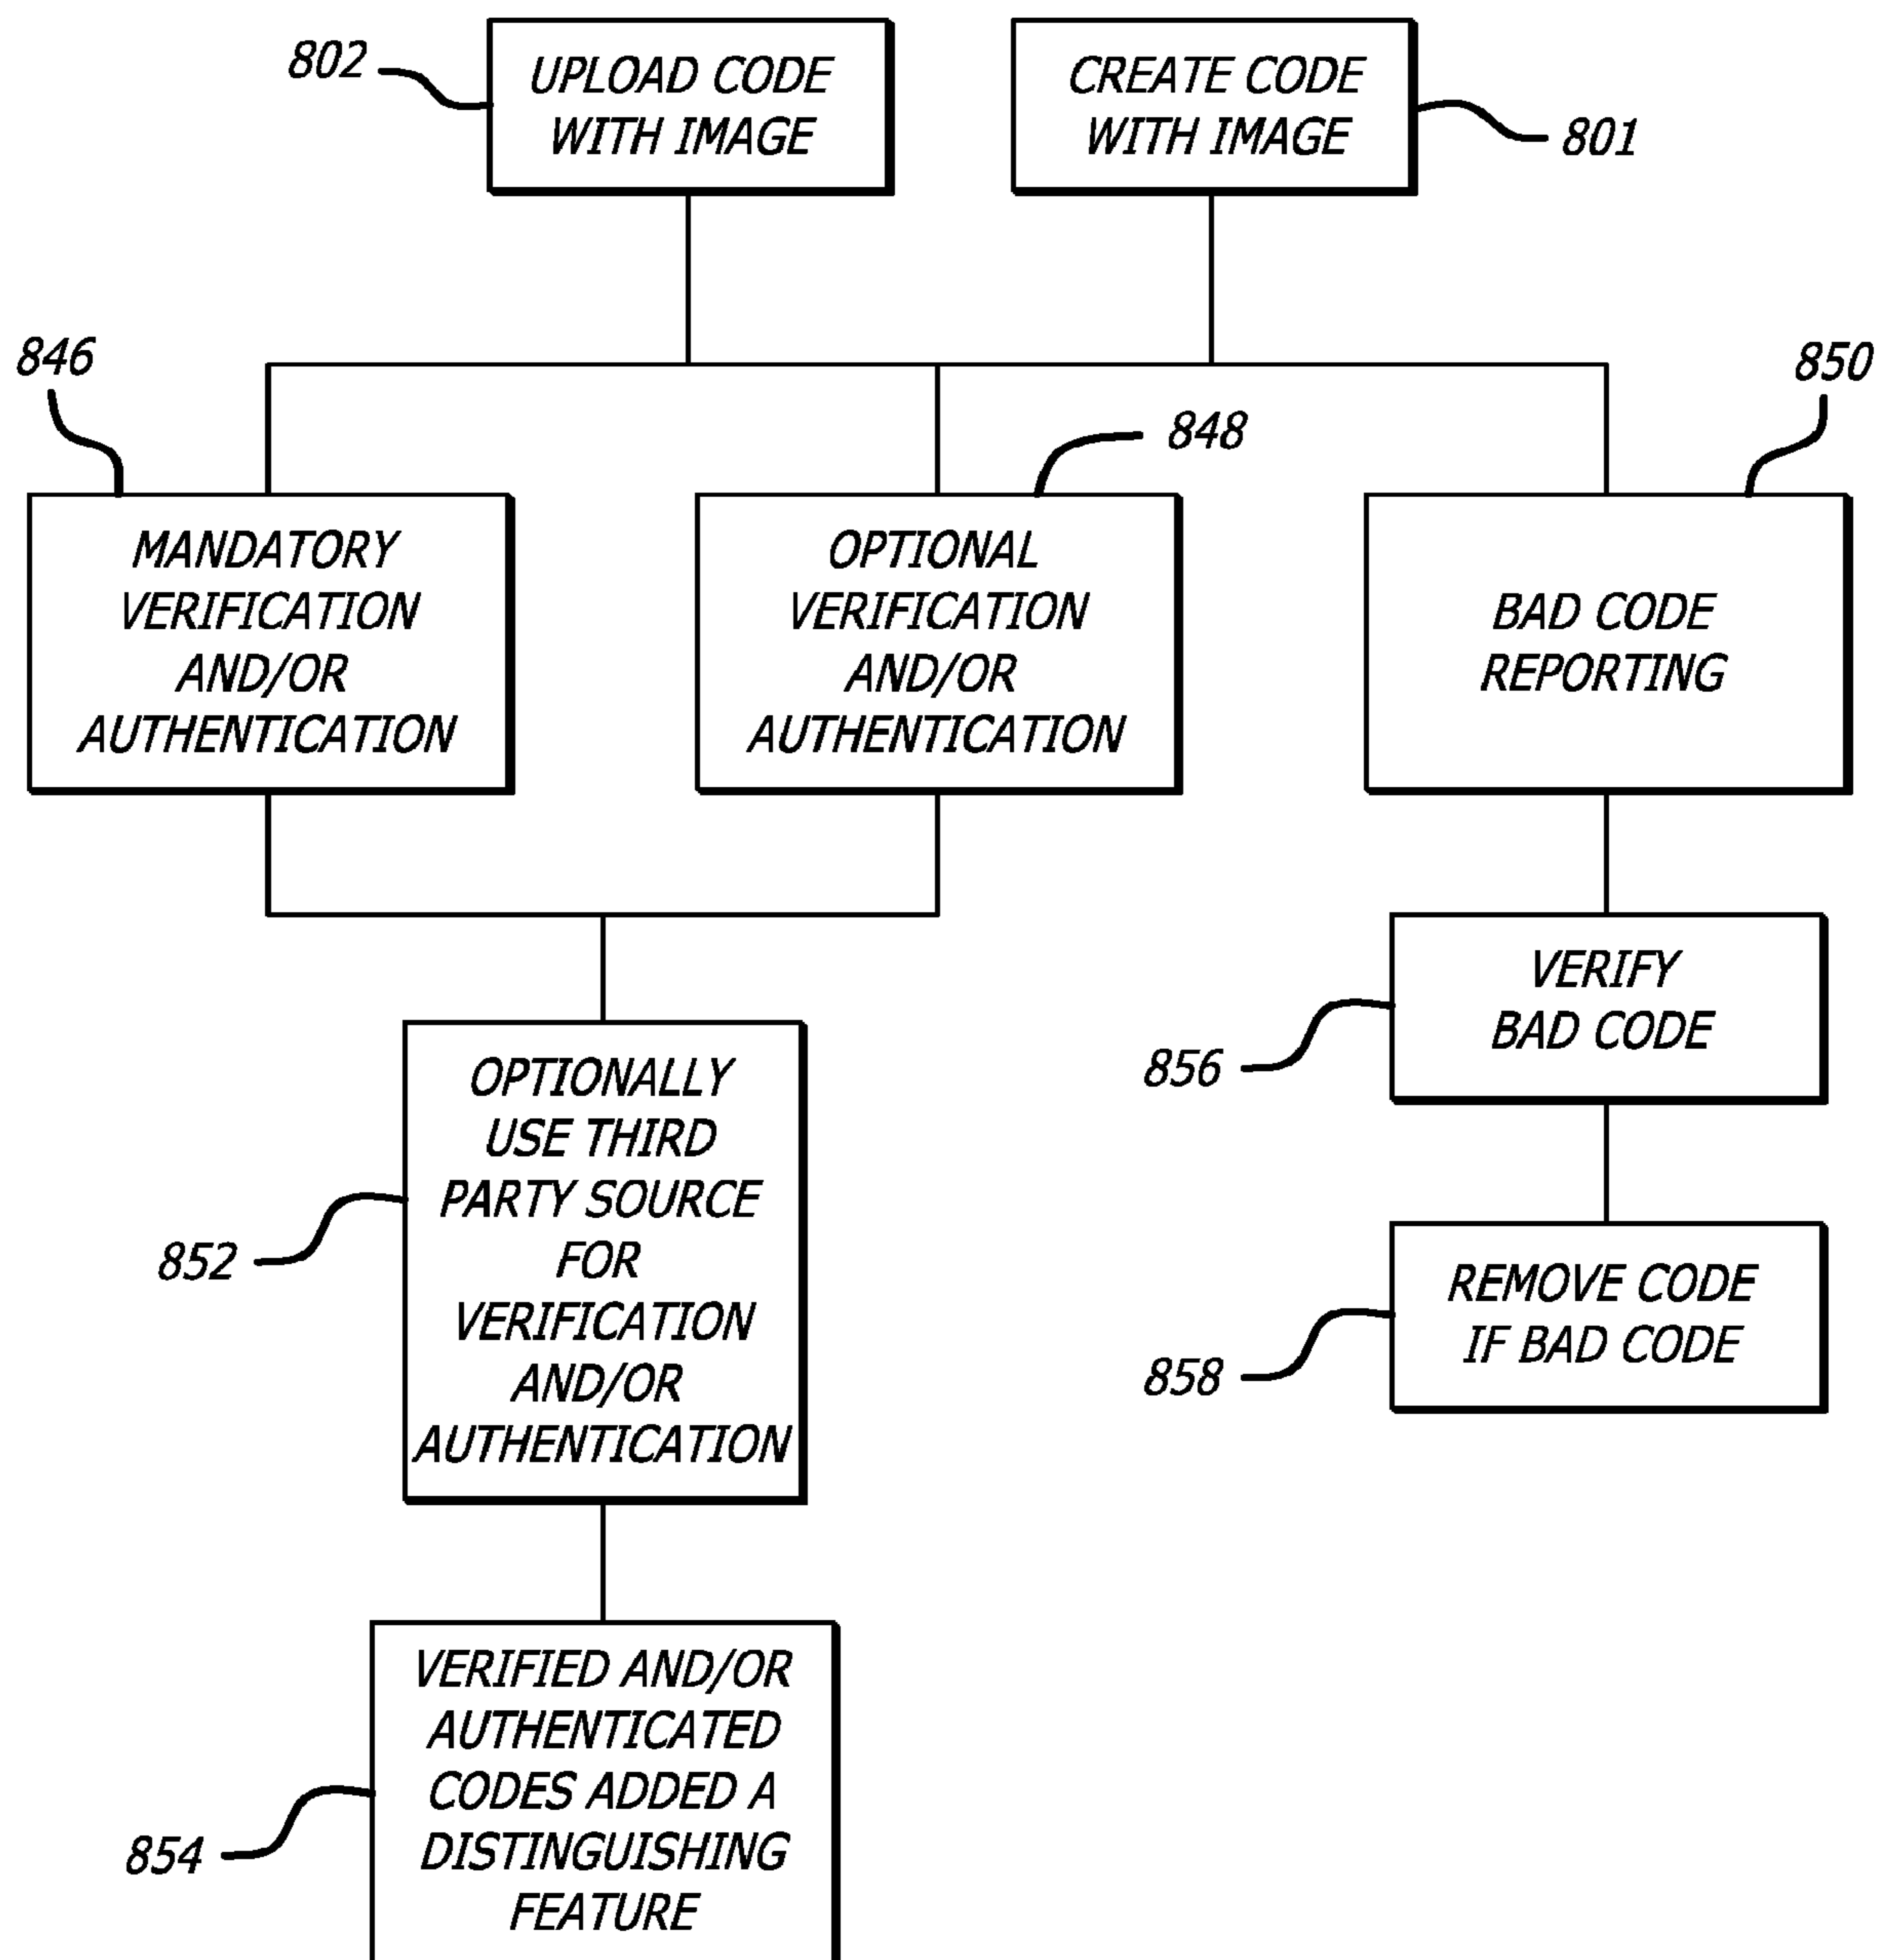 802
UPLOAD CODE
WITH IMAGE
CREATE CODE
WITH IMAGE
801
846
848
850
MANDATORY
VERIFICATION
AND/OR
AUTHENTICATION
OPTIONAL
VERIFICATION
AND/OR
AUTHENTICATION
BAD CODE
REPORTING
852
OPTIONALLY
USE THIRD
PARTY SOURCE
FOR
VERIFICATION
AND/OR
AUTHENTICATION
856
VERIFY
BAD CODE
858
REMOVE CODE
IF BAD CODE
854
VERIFIED AND/OR
AUTHENTICATED
CODES ADDED A
DISTINGUISHING
FEATURE